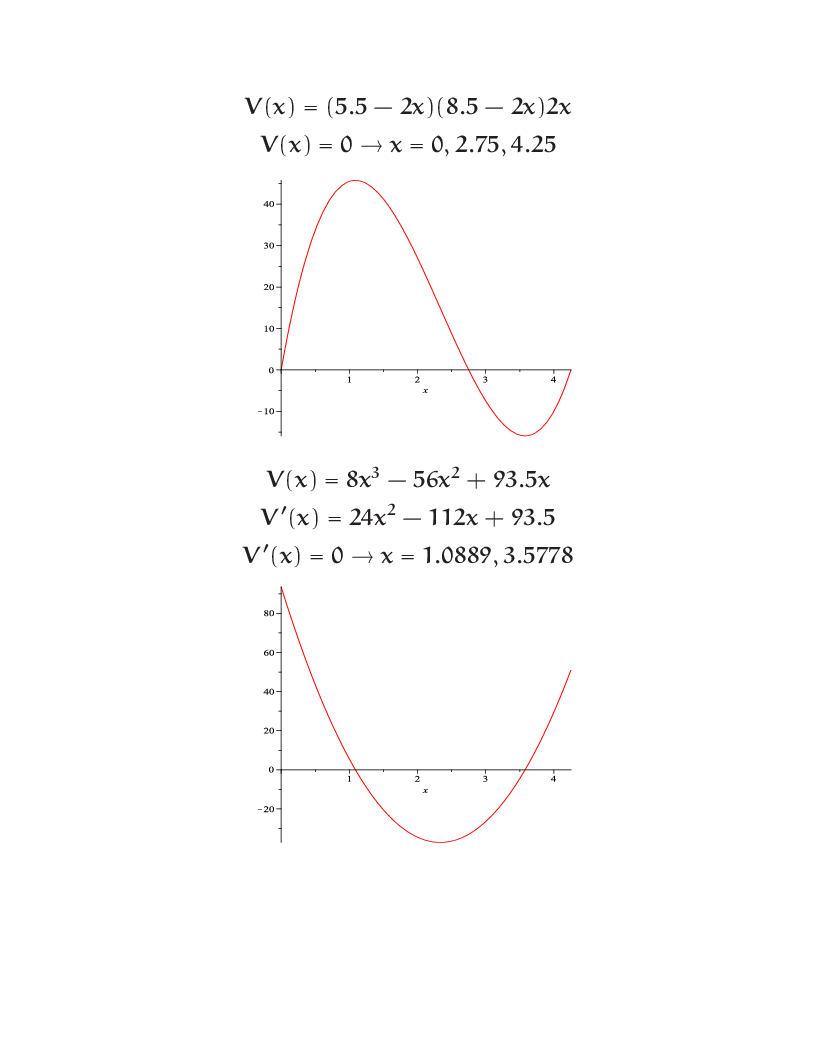 V(x) = (5.5 − 2x)(8.5 − 2x)2x
V(x) = 0 → x = 0, 2.75, 4.25
40
30
20
10
0
−10
1 2 3 4
x
V(x) = 8x³ − 56x² + 93.5x
V′(x) = 24x² − 112x + 93.5
V′(x) = 0 → x = 1.0889, 3.5778
80
60
40
20
0
−20
1 2 3 4
x